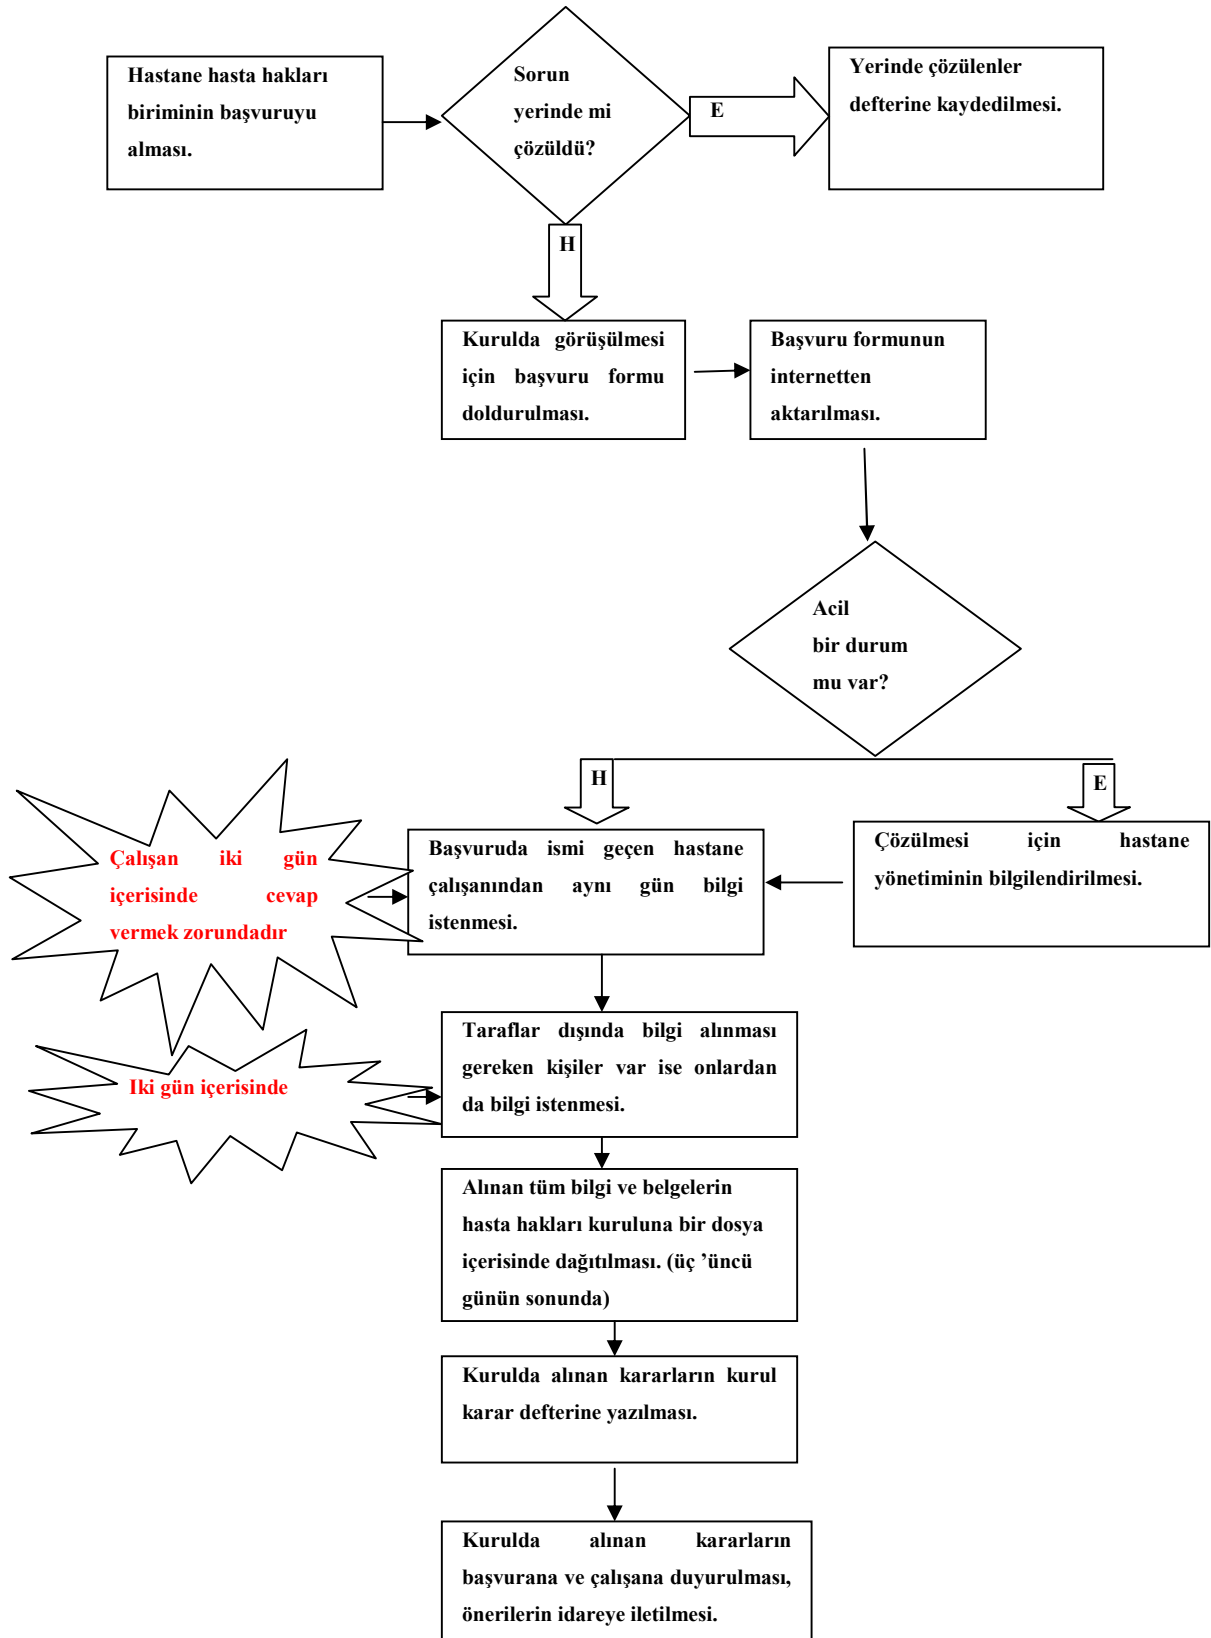 Hastane hasta hakları
biriminin başvuruyu
alması.
Sorun
yerinde mi
çözüldü?
E
Yerinde çözülenler
defterine kaydedilmesi.
H
Kurulda görüşülmesi
için başvuru formu
doldurulması.
Başvuru formunun
internetten
aktarılması.
Acil
bir durum
mu var?
H
E
Çalışan iki gün
içerisinde cevap
vermek zorundadır
Başvuruda ismi geçen hastane
çalışanından aynı gün bilgi
istenmesi.
Çözülmesi için hastane
yönetiminin bilgilendirilmesi.
Iki gün içerisinde
Taraflar dışında bilgi alınması
gereken kişiler var ise onlardan
da bilgi istenmesi.
Alınan tüm bilgi ve belgelerin
hasta hakları kuruluna bir dosya
içerisinde dağıtılması. (üç ’üncü
günün sonunda)
Kurulda alınan kararların kurul
karar defterine yazılması.
Kurulda alınan kararların
başvurana ve çalışana duyurulması,
önerilerin idareye iletilmesi.